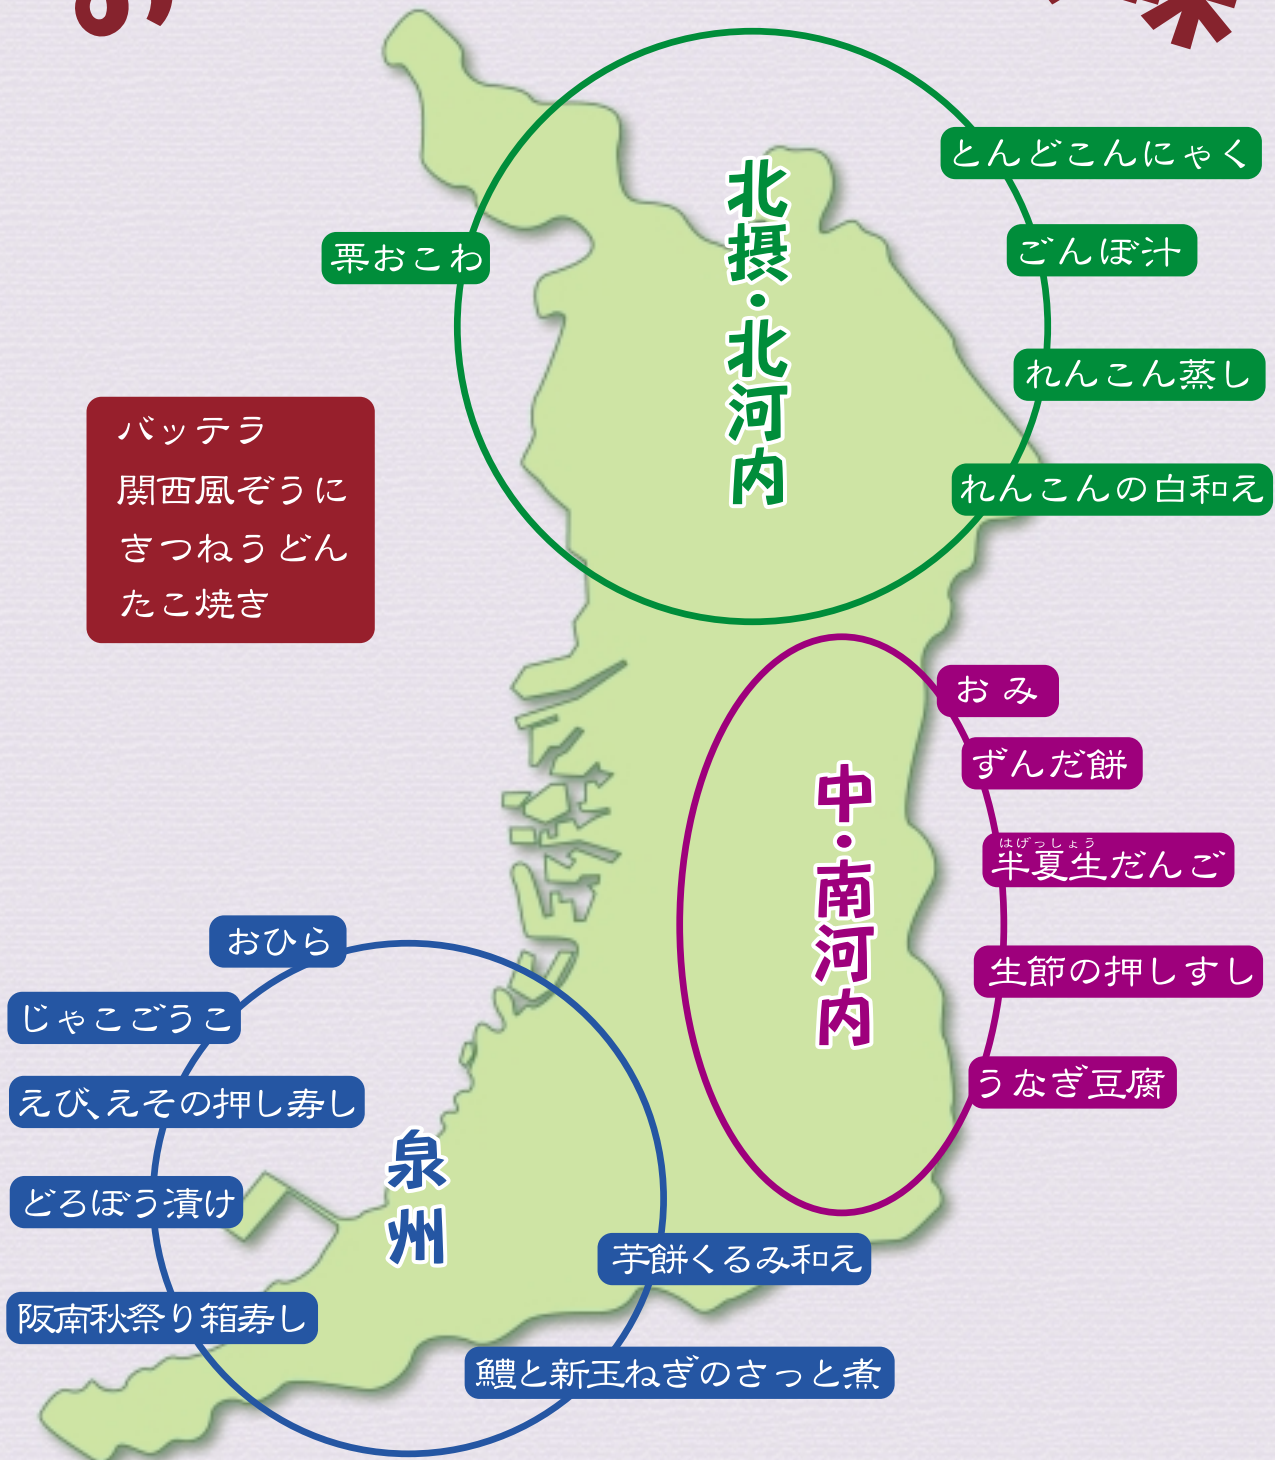 北摂・北河内
とんどこんにゃく
ごんぼ汁
れんこん蒸し
れんこんの白和え
栗おこわ
バッテラ
関西風ぞうに
きつねうどん
たこ焼き
中・南河内
おみ
ずんだ餅
はげっしょう
半夏生だんご
生節の押しすし
うなぎ豆腐
泉州
おひら
じゃこごうこ
えび、えその押し寿し
どろぼう漬け
阪南秋祭り箱寿し
芋餅くるみ和え
鱧と新玉ねぎのさっと煮